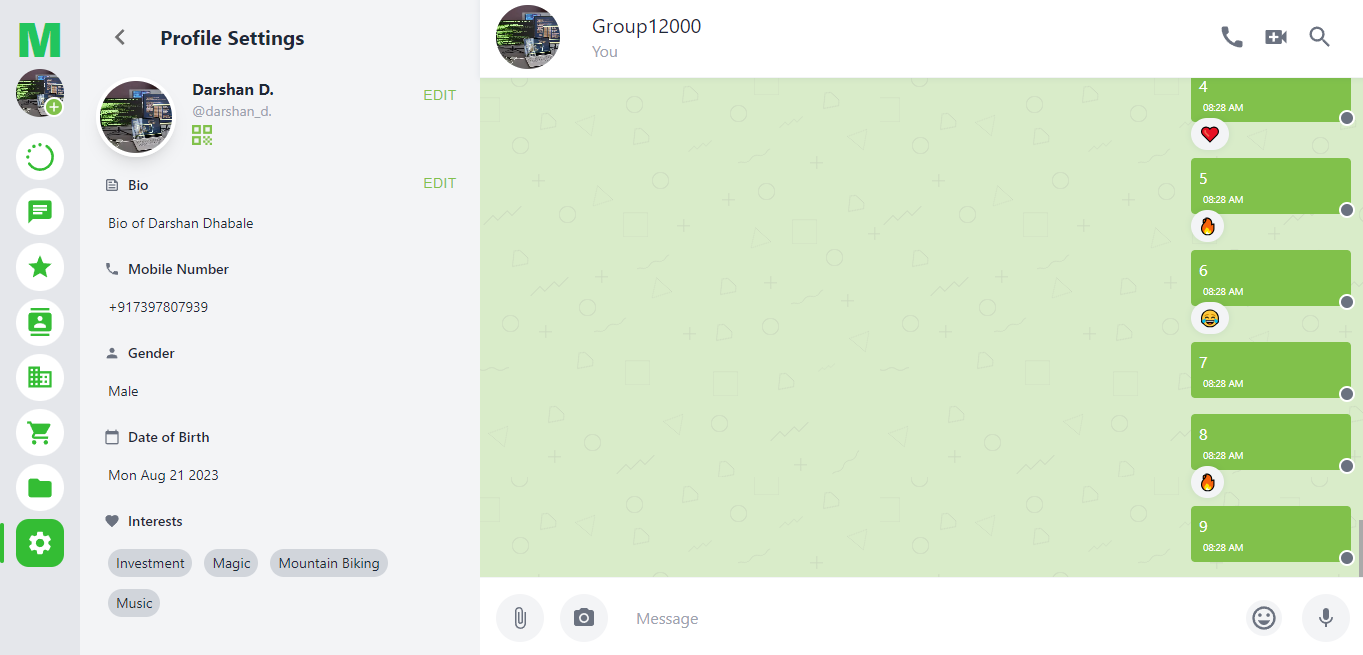 M
Profile Settings
Darshan D.
@darshan_d.
EDIT
Bio
EDIT
Bio of Darshan Dhabale
Mobile Number
+917397807939
Gender
Male
Date of Birth
Mon Aug 21 2023
Interests
Investment
Magic
Mountain Biking
Music
Group12000
You
4
08:28 AM
5
08:28 AM
6
08:28 AM
7
08:28 AM
8
08:28 AM
9
08:28 AM
Message